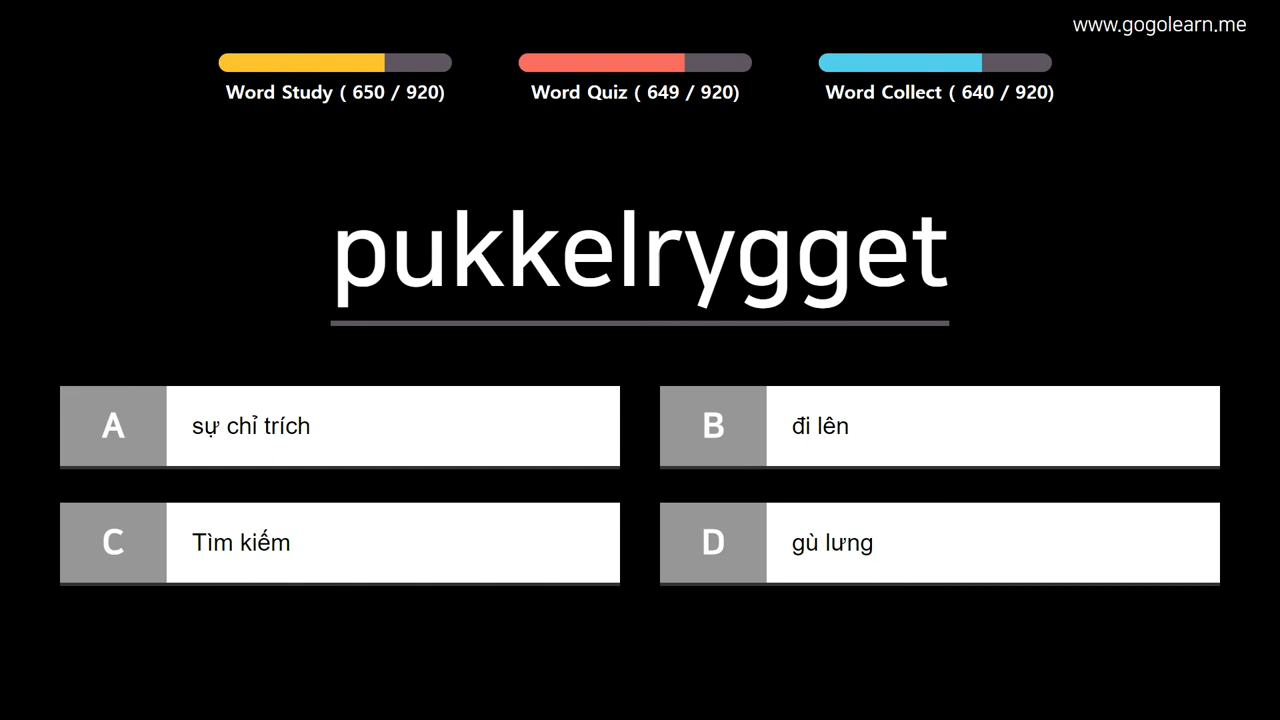 www.gogolearn.me
Word Study ( 650 / 920)
Word Quiz ( 649 / 920)
Word Collect ( 640 / 920)
pukkelrygget
A sự chỉ trích
B đi lên
C Tìm kiếm
D gù lưng